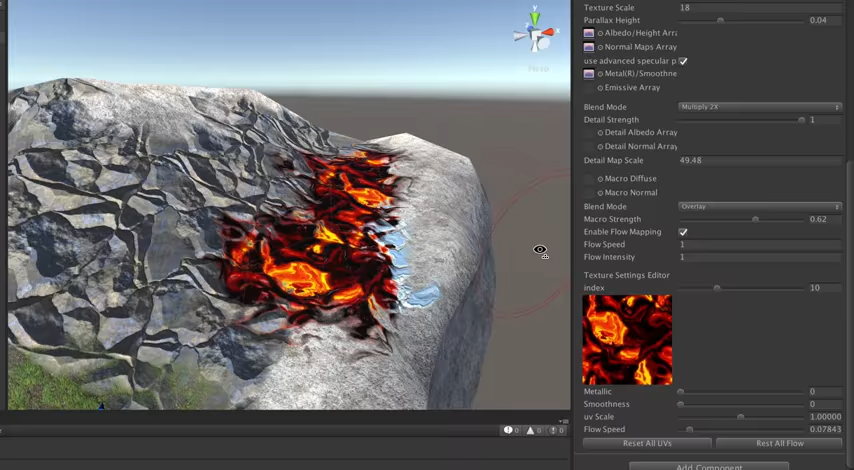 y
x
Persp
Texture Scale 18
Parallax Height 0.04
Albedo/Height Arra
Normal Maps Array
use advanced specular p
Metal(R)/Smoothne
Emissive Array
Blend Mode Multiply 2X
Detail Strength 1
Detail Albedo Array
Detail Normal Array
Detail Map Scale 49.48
Macro Diffuse
Macro Normal
Blend Mode Overlay
Macro Strength 0.62
Enable Flow Mapping
Flow Speed 1
Flow Intensity 1
Texture Settings Editor
index 10
Metallic 0
Smoothness 0
uv Scale 1.00000
Flow Speed 0.07843
Reset All UVs Rest All Flow
0 0 0
Add Component